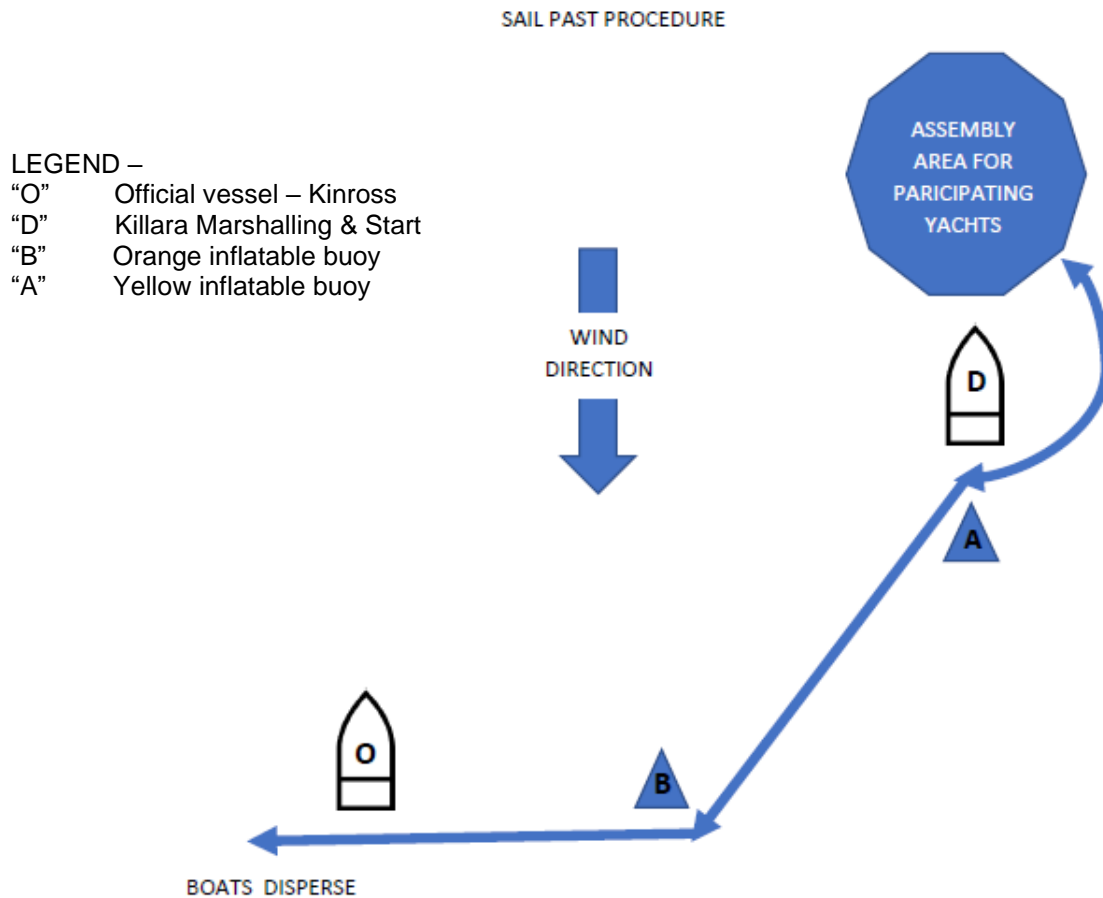 SAIL PAST PROCEDURE
ASSEMBLY
AREA FOR
PARICIPATING
YACHTS
LEGEND –
“O” Official vessel – Kinross
“D” Killara Marshalling & Start
“B” Orange inflatable buoy
“A” Yellow inflatable buoy
WIND
DIRECTION
D
A
O
B
BOATS DISPERSE